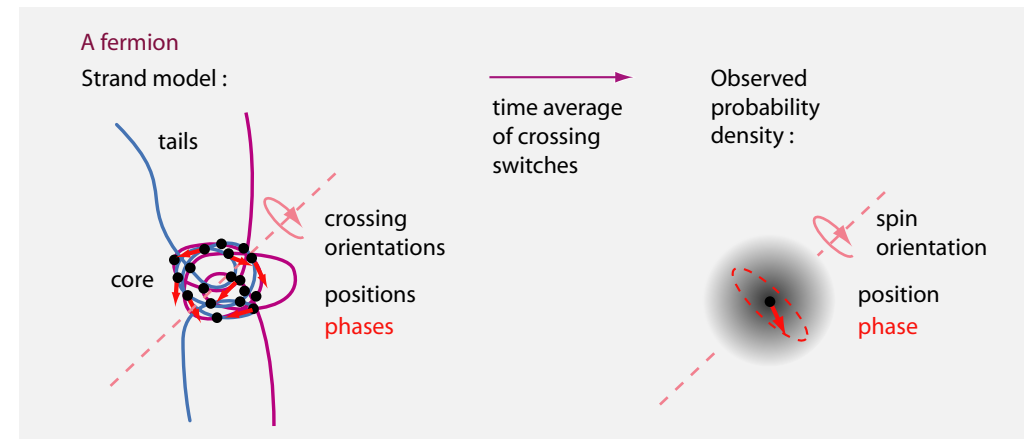 A fermion
Strand model :
tails
core
crossing
orientations
positions
phases
time average
of crossing
switches
Observed
probability
density :
spin
orientation
position
phase